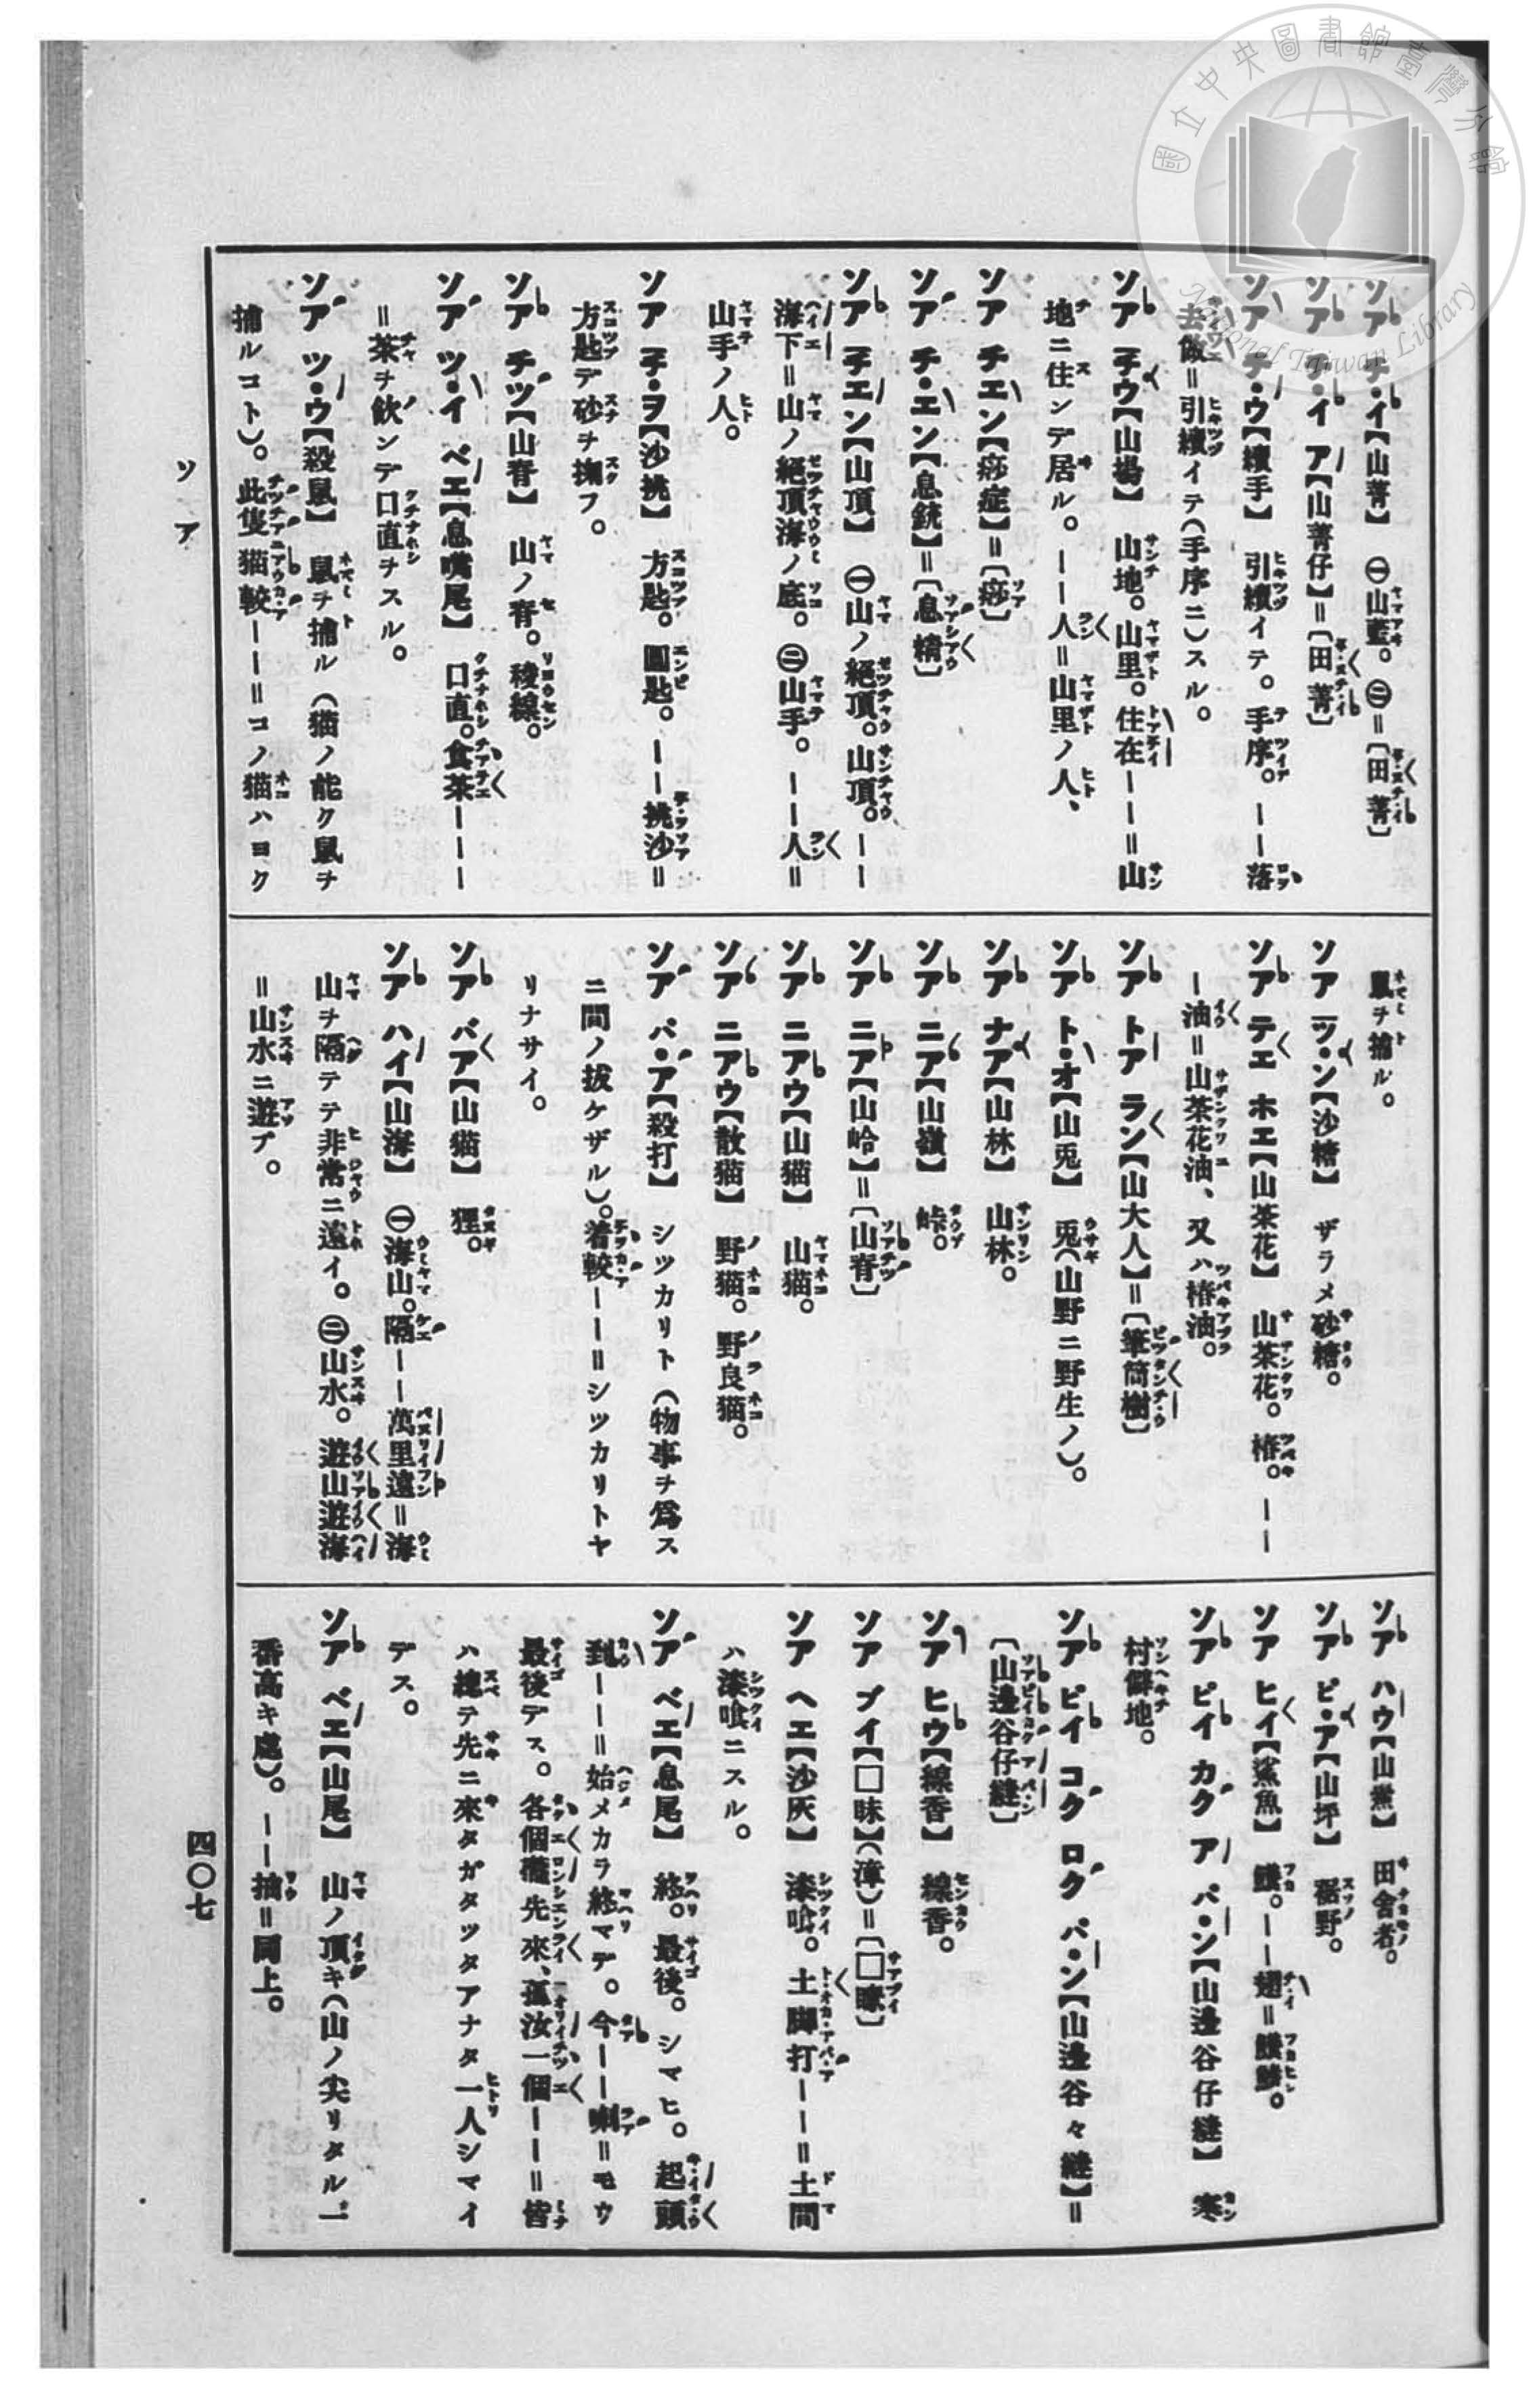 國立中央圖書館臺灣分館
National Taiwan Library
ソア チ・イ【山菁】 ㊀山藍。㊁=〔田菁〕
ソア チ・イ ア【山菁仔】=〔田菁〕
ソア チ・ウ【續手】 引續イテ。手序。——落
去做=引續イテ(手序ニ)スル。
ソア チウ【山場】 山地。山里。住在——=山
地ニ住ンデ居ル。——人=山里ノ人、
ソア チエン【痧症】=〔痧〕
ソア チ・エン【息銃】=〔息精〕
ソア チエン【山頂】 ㊀山ノ絕頂。山頂。——
海下=山ノ絕頂海ノ底。㊁山手。——人=
山手ノ人。
ソア チ・ヲ【沙挑】 方匙。圓匙。——挑沙=
方匙デ砂ヲ掬フ。
ソア チツ【山脊】 山ノ脊。稜線。
ソア ツ・イ ベエ【息嘴尾】 口直。食茶———
=茶ヲ飮ンデ口直ヲスル。
ソア ツ・ウ【殺鼠】 鼠ヲ捕ル(猫ノ能ク鼠ヲ
捕ルコト)。此隻猫較——=コノ猫ハヨク
鼠ヲ捕ル。
ソア ツ・ン【沙糖】 ザラメ砂糖。
ソア テエ ホエ【山茶花】 山茶花。椿。——
—油=山茶花油、又ハ椿油。
ソア トア ラン【山大人】=〔筆筒樹〕
ソア ト・オ【山兎】 兎(山野ニ野生ノ)。
ソア ナア【山林】 山林。
ソア ニア【山嶺】 峠。
ソア ニア【山岭】=〔山脊〕
ソア ニアウ【山猫】 山猫。
ソア ニアウ【散猫】 野猫。野良猫。
ソア パ・ア【殺打】 シツカリト(物事ヲ爲ス
ニ間ノ拔ケザル)。着較——=シツカリトヤ
リナサイ。
ソア バア【山猫】 狸。
ソア ハイ【山海】 ㊀海山。隔——萬里遠=海
山ヲ隔テテ非常ニ遠イ。㊁山水。遊山遊海
=山水ニ遊ブ。
ソア ハウ【山鱟】 田舍者。
ソア ピ・ア【山坪】 裾野。
ソア ヒイ【鯊魚】 鱶。——翅=鱶鰭。
ソア ピイ カク ア パ・ン【山邊谷仔縫】 寒
村僻地。
ソア ピイ コク ロク パ・ン【山邊谷々縫】=
〔山邊谷仔縫〕
ソア ヒウ【線香】 線香。
ソア ブイ【□昧】(漳)=〔□□〕
ソア ヘエ【沙灰】 漆喰。土脚打——=土間
ハ漆喰ニスル。
ソア ベエ【息尾】 終。最後。シマヒ。起頭
到——=始メカラ終マデ。今——喇=モウ
最後デス。各個攏先來、孤汝一個——=皆
ハ總テ先ニ來タガタツタアナタ一人シマイ
デス。
ソア ベエ【山尾】 山ノ頂キ(山ノ尖リタル一
番高キ處)。——抽=同上。
ソア
四〇七